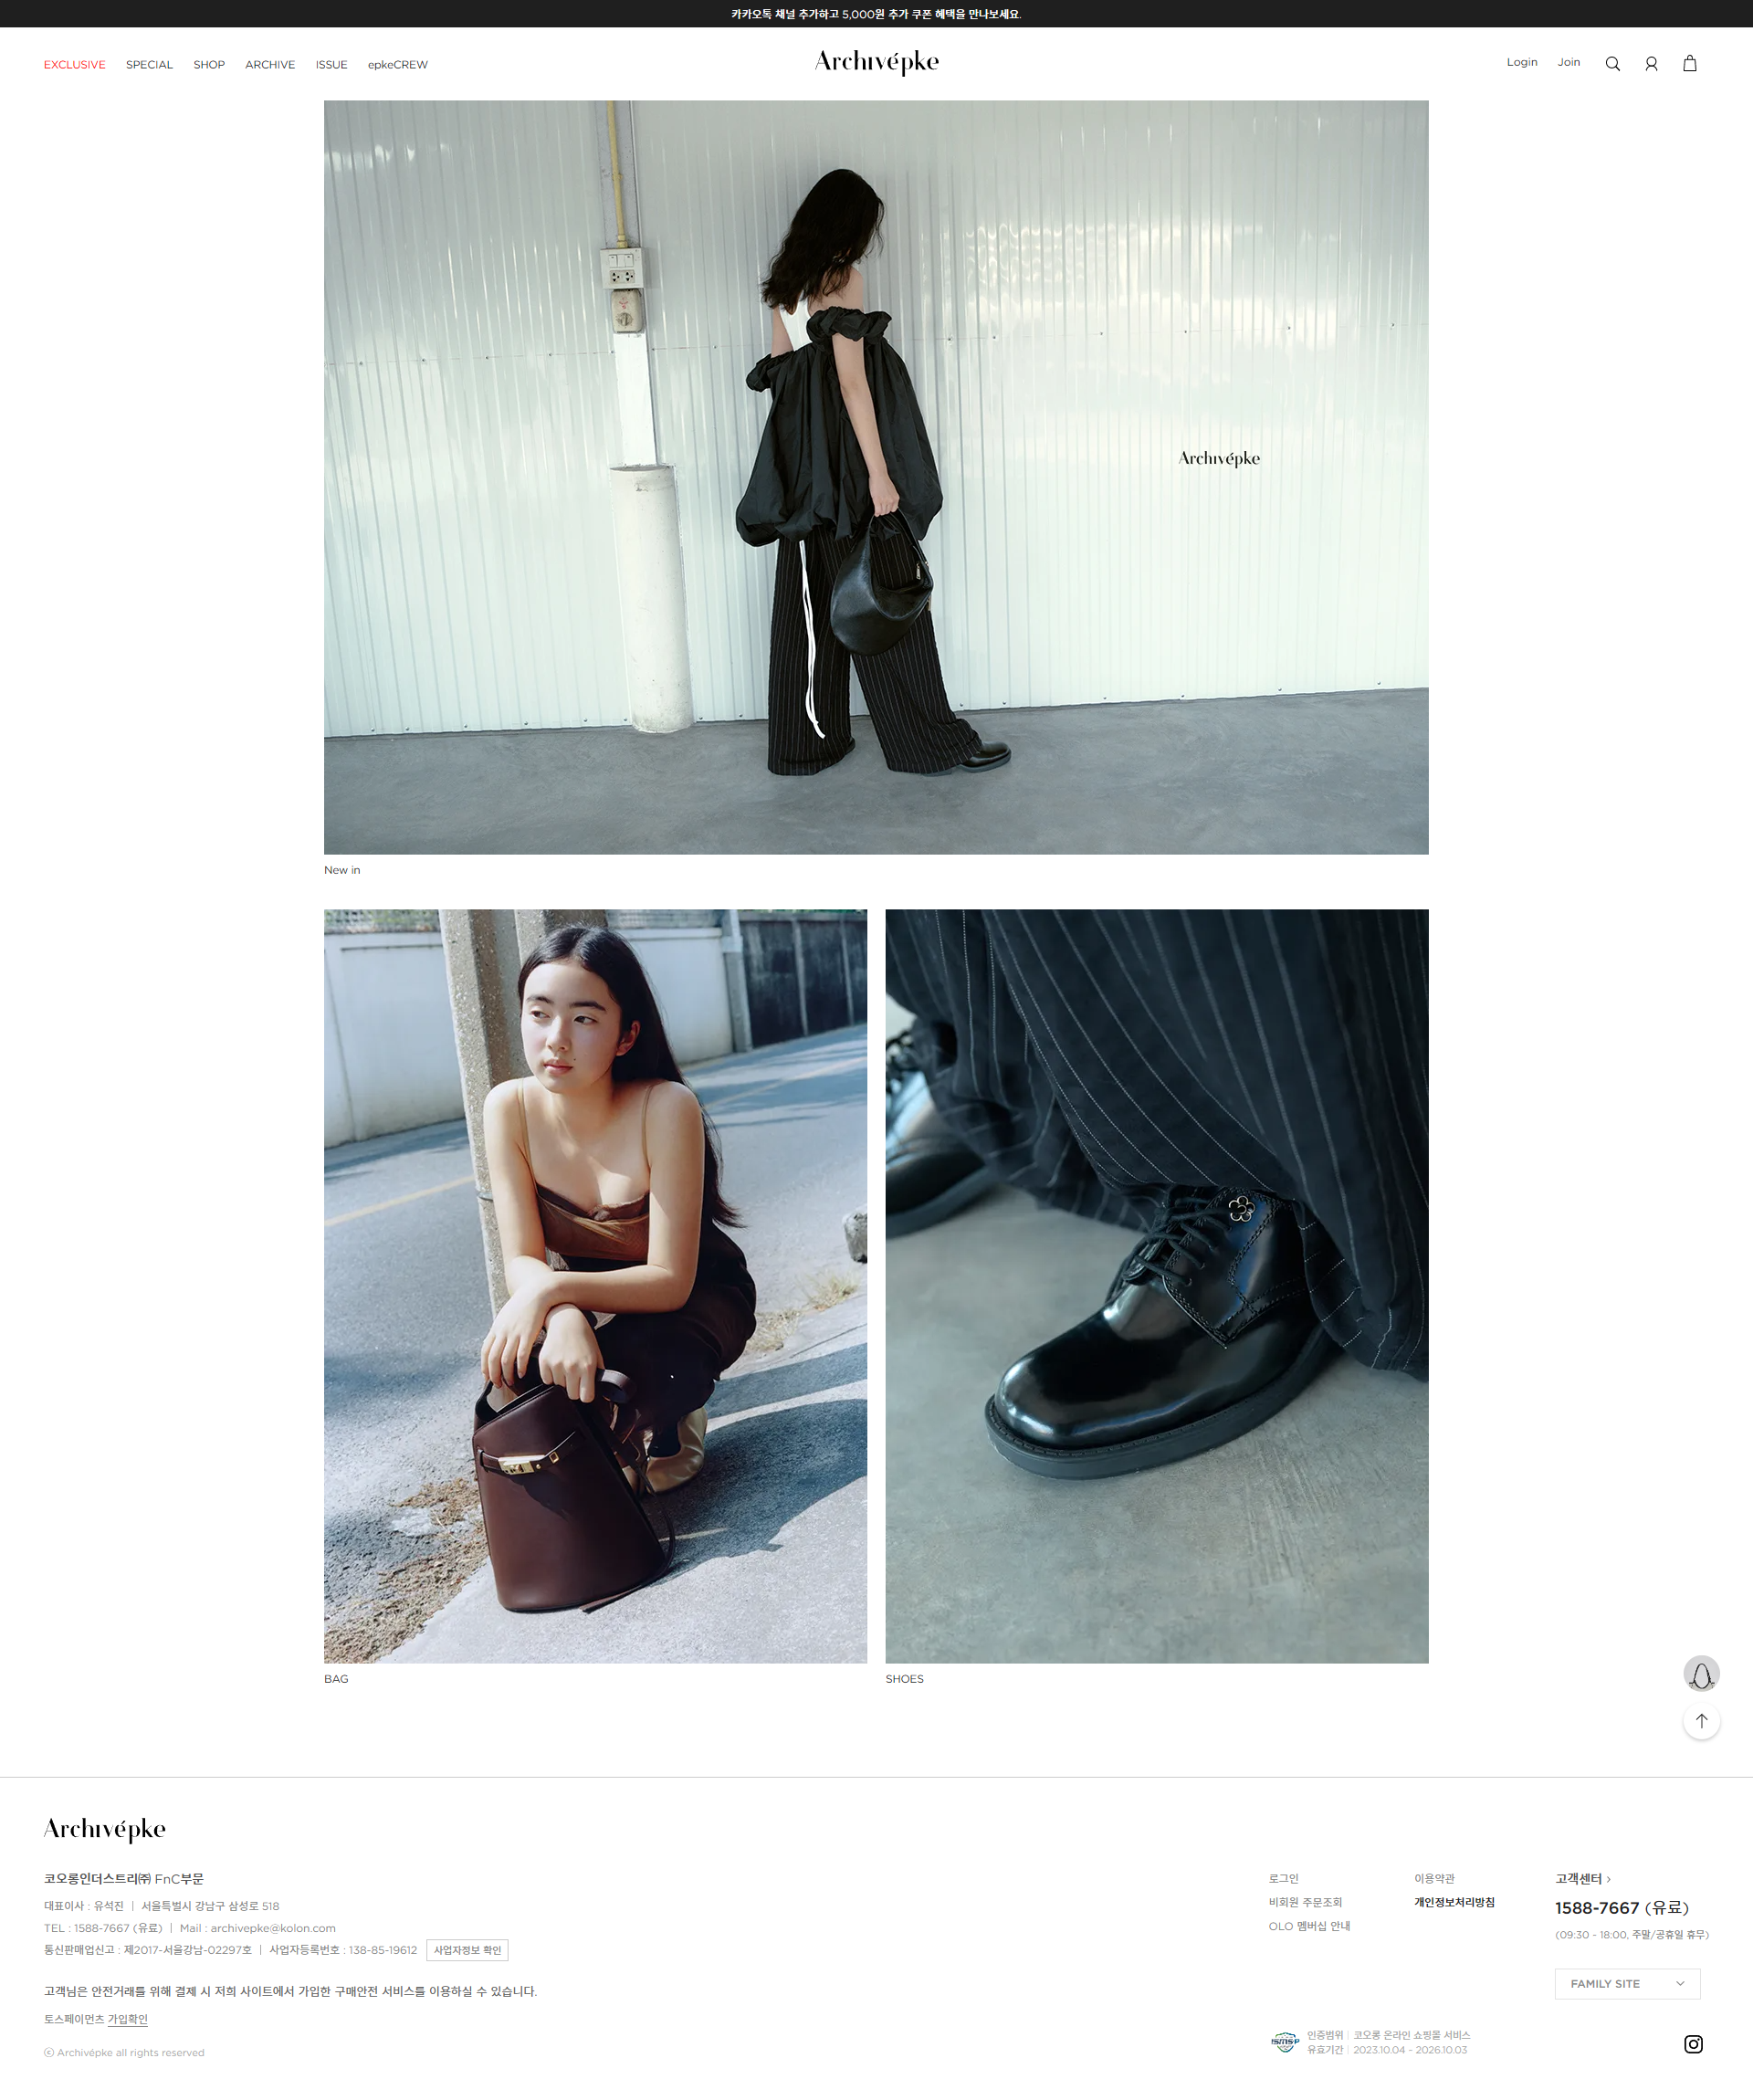 카카오톡 채널 추가하고 5,000원 추가 쿠폰 혜택을 만나보세요.
EXCLUSIVE SPECIAL SHOP ARCHIVE ISSUE epkeCREW
Archivépke
Login Join
Archivépke
New in
BAG
SHOES
Archivépke
코오롱인더스트리㈜ FnC부문
대표이사 : 유석진 | 서울특별시 강남구 삼성로 518
TEL : 1588-7667 (유료) | Mail : archivepke@kolon.com
통신판매업신고 : 제2017-서울강남-02297호 | 사업자등록번호 : 138-85-19612 사업자정보 확인
고객님은 안전거래를 위해 결제 시 저희 사이트에서 가입한 구매안전 서비스를 이용하실 수 있습니다.
토스페이먼츠 가입확인
ⓒ Archivépke all rights reserved
로그인
비회원 주문조회
OLO 멤버십 안내
이용약관
개인정보처리방침
고객센터 >
1588-7667 (유료)
(09:30 - 18:00, 주말/공휴일 휴무)
FAMILY SITE
ISMS-P
인증범위 | 코오롱 온라인 쇼핑몰 서비스
유효기간 | 2023.10.04 - 2026.10.03